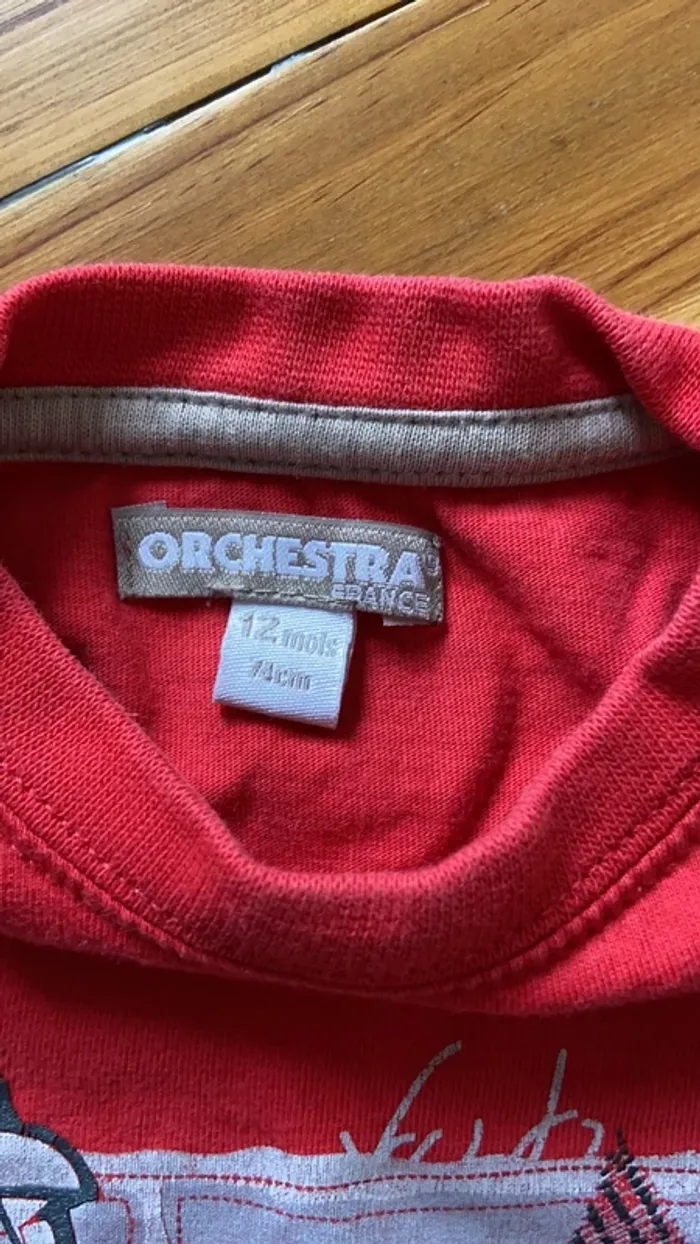 ORCHESTRA®
FRANCE
12 mois
74cm